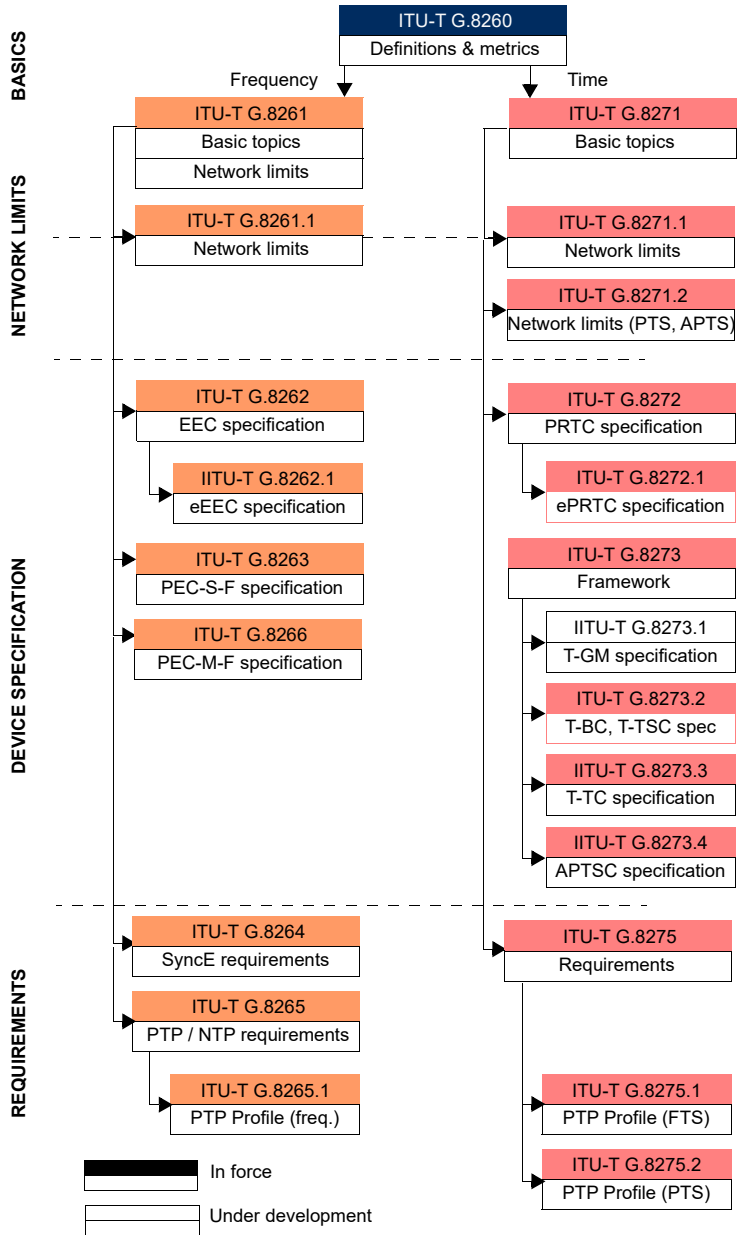 BASICS
ITU-T G.8260
Definitions & metrics
Frequency
Time
ITU-T G.8261
Basic topics
Network limits
ITU-T G.8271
Basic topics
NETWORK LIMITS
ITU-T G.8261.1
Network limits
ITU-T G.8271.1
Network limits
ITU-T G.8271.2
Network limits (PTS, APTS)
DEVICE SPECIFICATION
ITU-T G.8262
EEC specification
IITU-T G.8262.1
eEEC specification
ITU-T G.8263
PEC-S-F specification
ITU-T G.8266
PEC-M-F specification
ITU-T G.8272
PRTC specification
ITU-T G.8272.1
ePRTC specification
ITU-T G.8273
Framework
IITU-T G.8273.1
T-GM specification
ITU-T G.8273.2
T-BC, T-TSC spec
IITU-T G.8273.3
T-TC specification
IITU-T G.8273.4
APTSC specification
REQUIREMENTS
ITU-T G.8264
SyncE requirements
ITU-T G.8265
PTP / NTP requirements
ITU-T G.8265.1
PTP Profile (freq.)
ITU-T G.8275
Requirements
ITU-T G.8275.1
PTP Profile (FTS)
ITU-T G.8275.2
PTP Profile (PTS)
In force
Under development